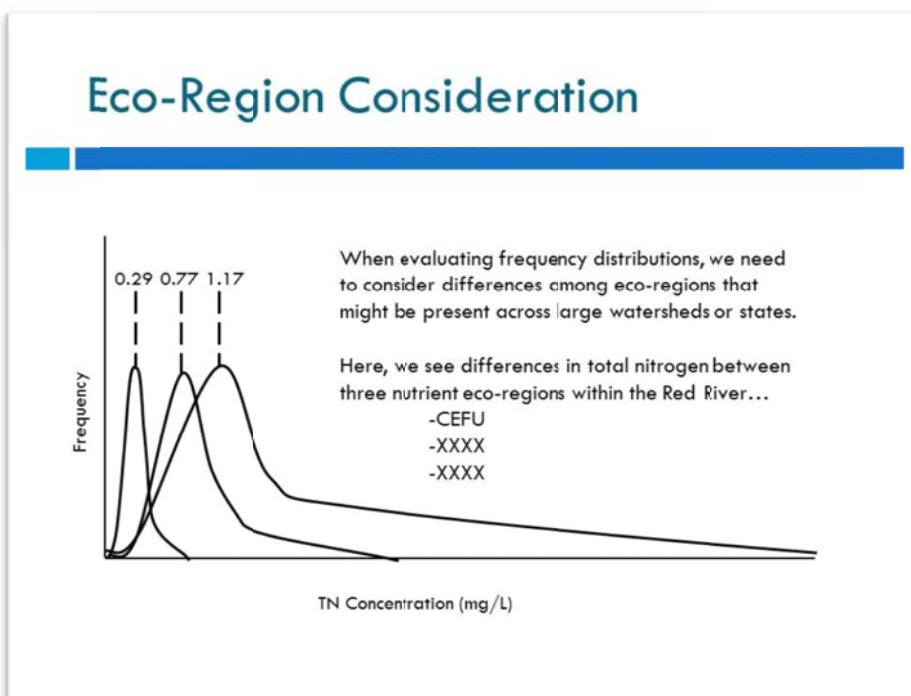 Eco-Region Consideration
0.29 0.77 1.17
When evaluating frequency distributions, we need
to consider differences among eco-regions that
might be present across large watersheds or states.
Here, we see differences in total nitrogen between
three nutrient eco-regions within the Red River...
-CEFU
-XXXX
-XXXX
Frequency
TN Concentration (mg/L)